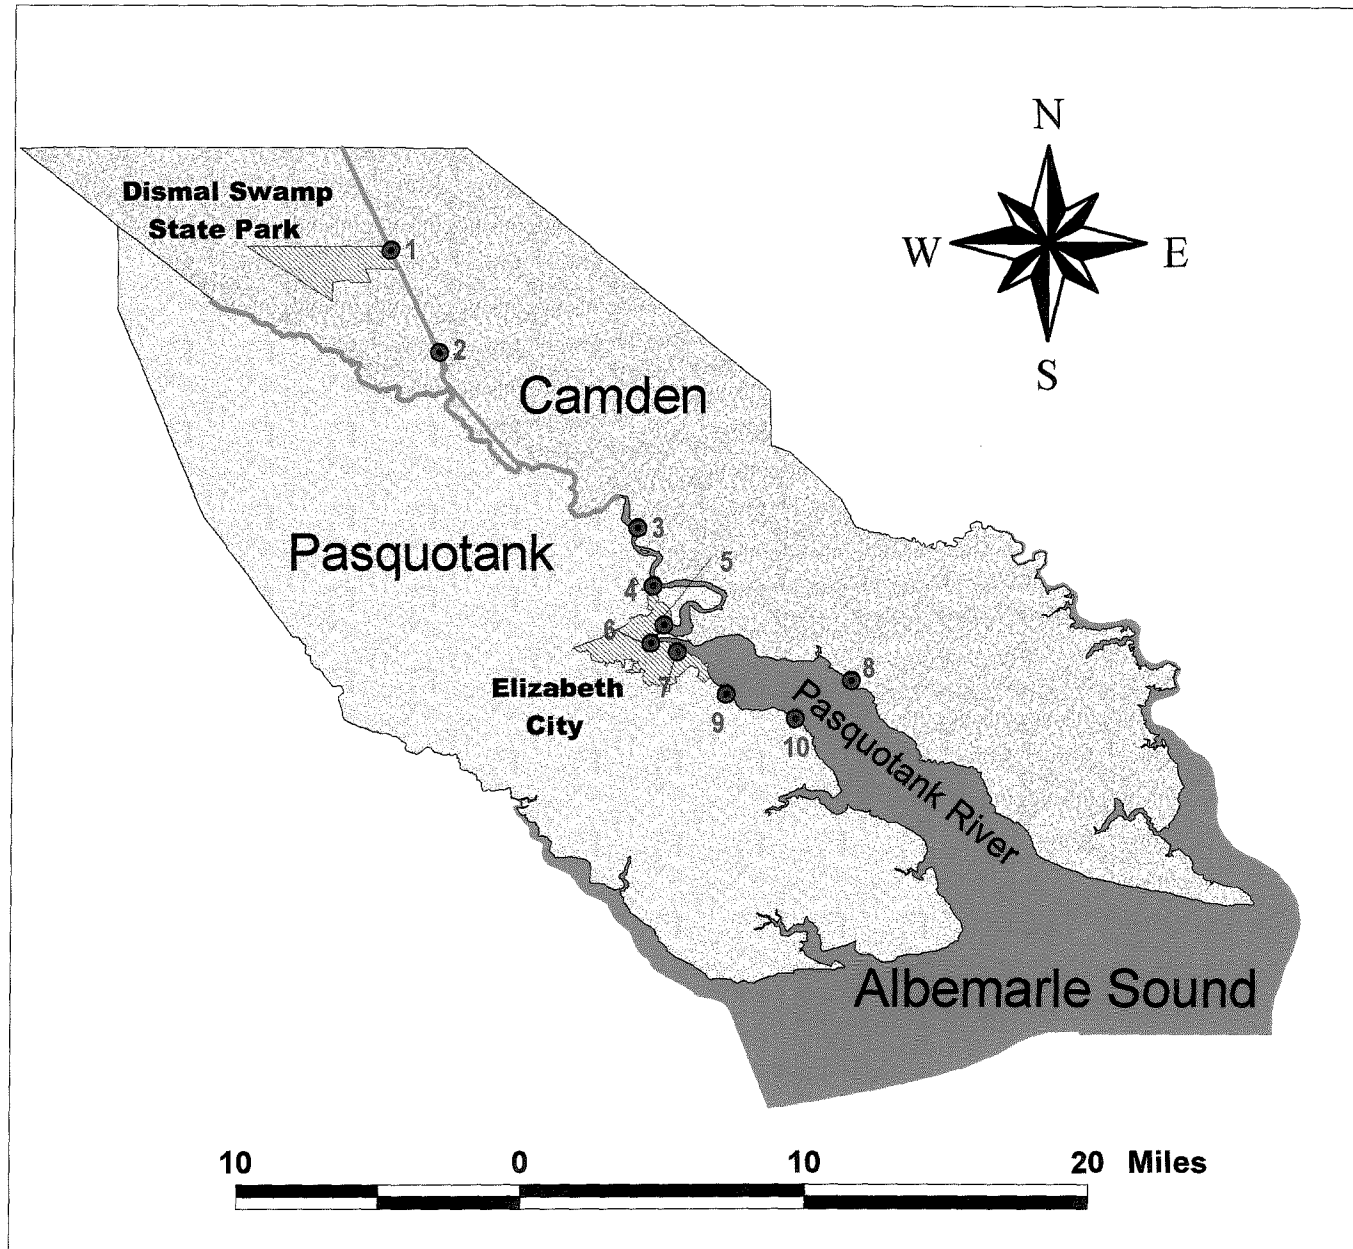 N
Dismal Swamp
State Park
1
W
E
2
S
Camden
3
Pasquotank
5
4
6
8
Elizabeth
7
9
City
10
Pasquotank River
Albemarle Sound
10 0 10 20 Miles